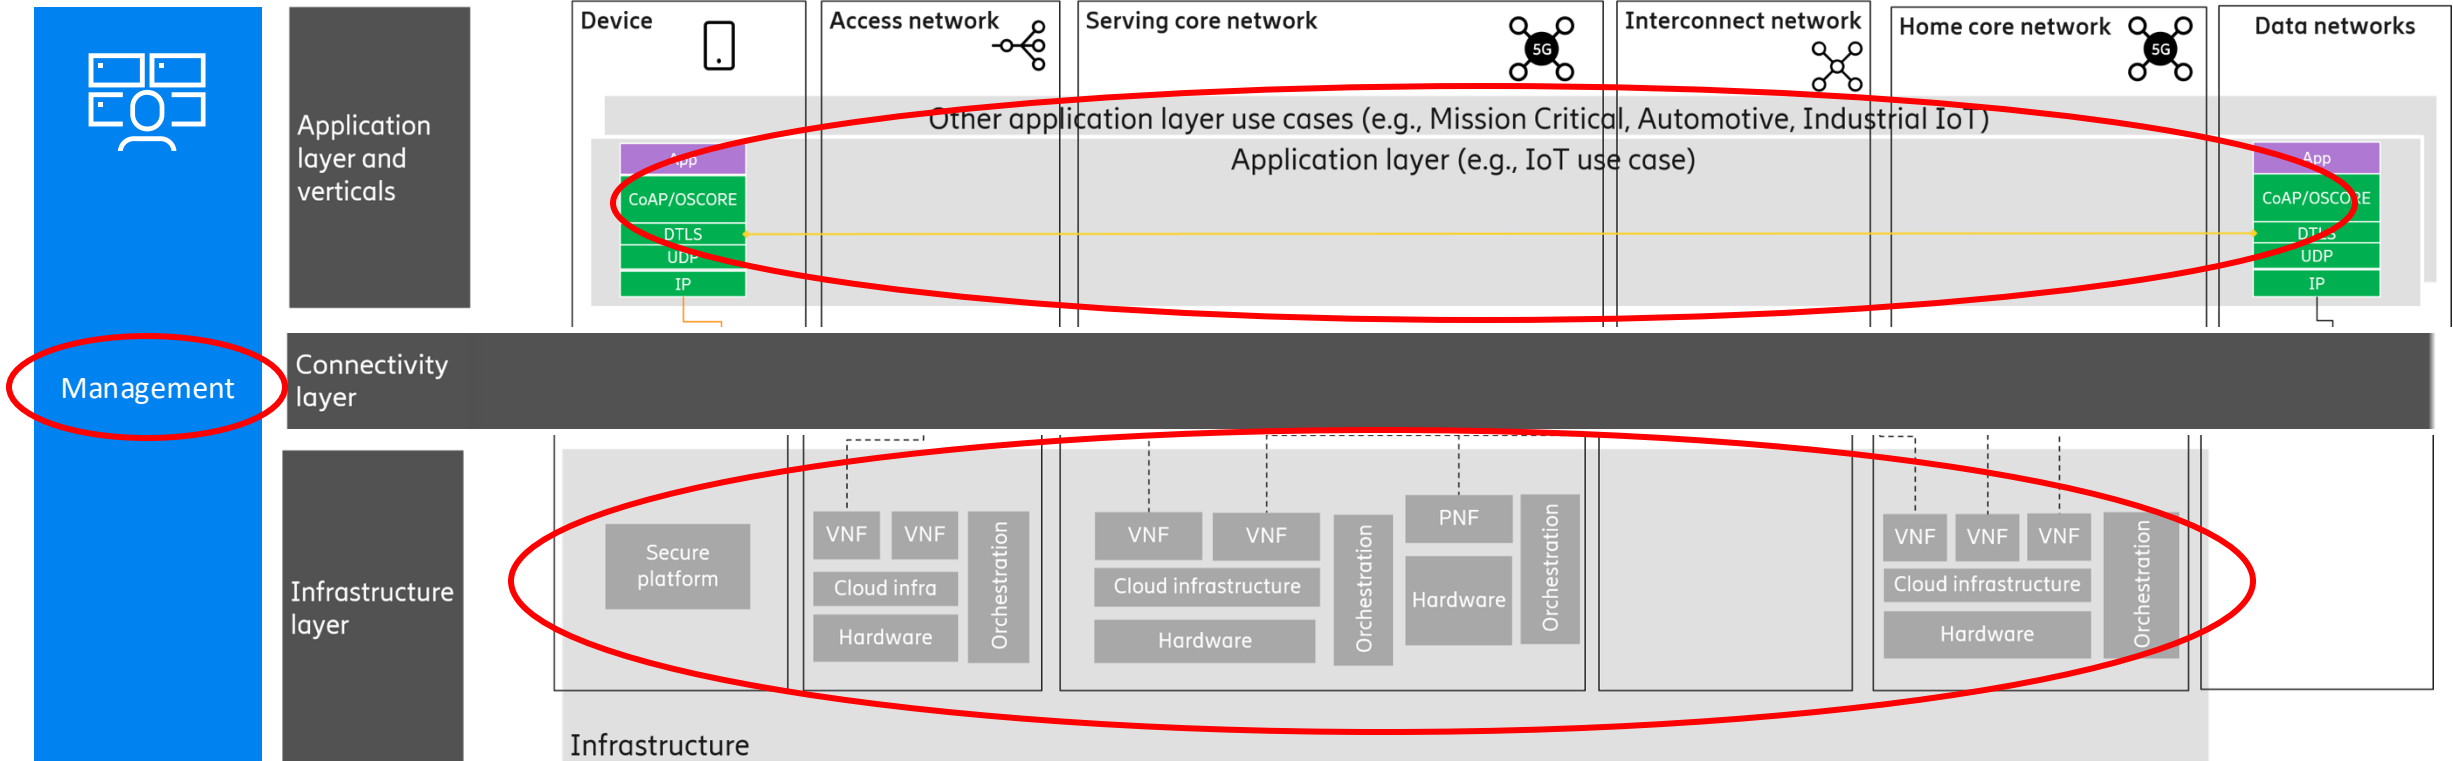 Device
Access network
Serving core network
5G
Interconnect network
Home core network
5G
Data networks
Application
layer and
verticals
Other application layer use cases (e.g., Mission Critical, Automotive, Industrial IoT)
Application layer (e.g., IoT use case)
App
CoAP/OSCORE
DTLS
UDP
IP
App
CoAP/OSCORE
DTLS
UDP
IP
Management
Connectivity
layer
Infrastructure
layer
Secure
platform
VNF
VNF
Cloud infra
Hardware
Orchestration
VNF
VNF
Cloud infrastructure
Hardware
Orchestration
PNF
Hardware
Orchestration
VNF
VNF
VNF
Cloud infrastructure
Hardware
Orchestration
Infrastructure